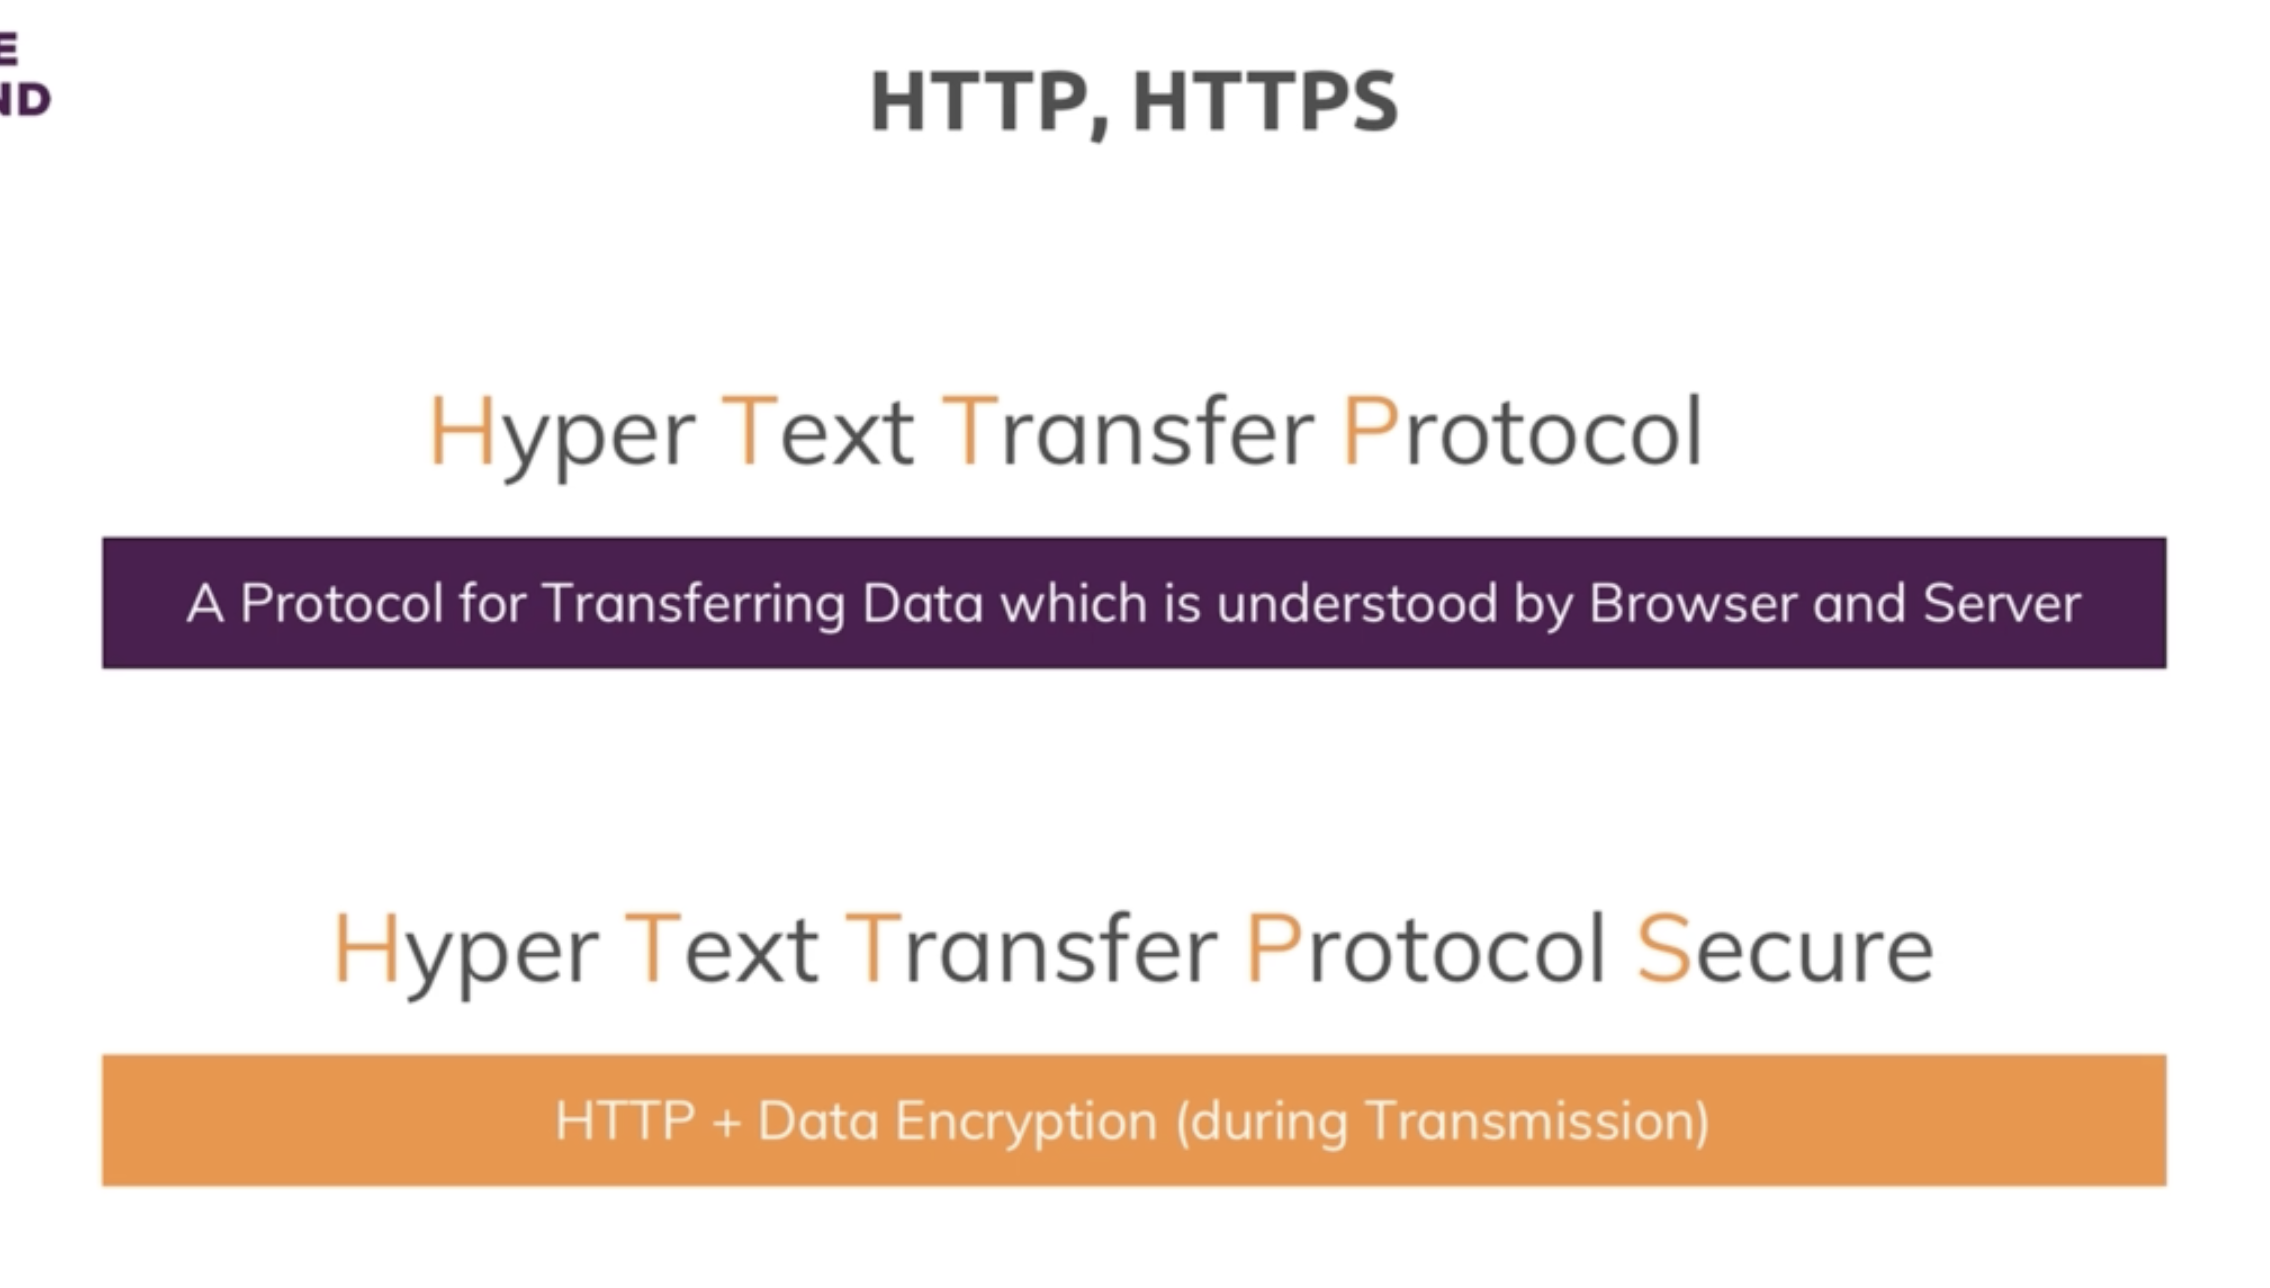 E
ND
HTTP, HTTPS
Hyper Text Transfer Protocol
A Protocol for Transferring Data which is understood by Browser and Server
Hyper Text Transfer Protocol Secure
HTTP + Data Encryption (during Transmission)